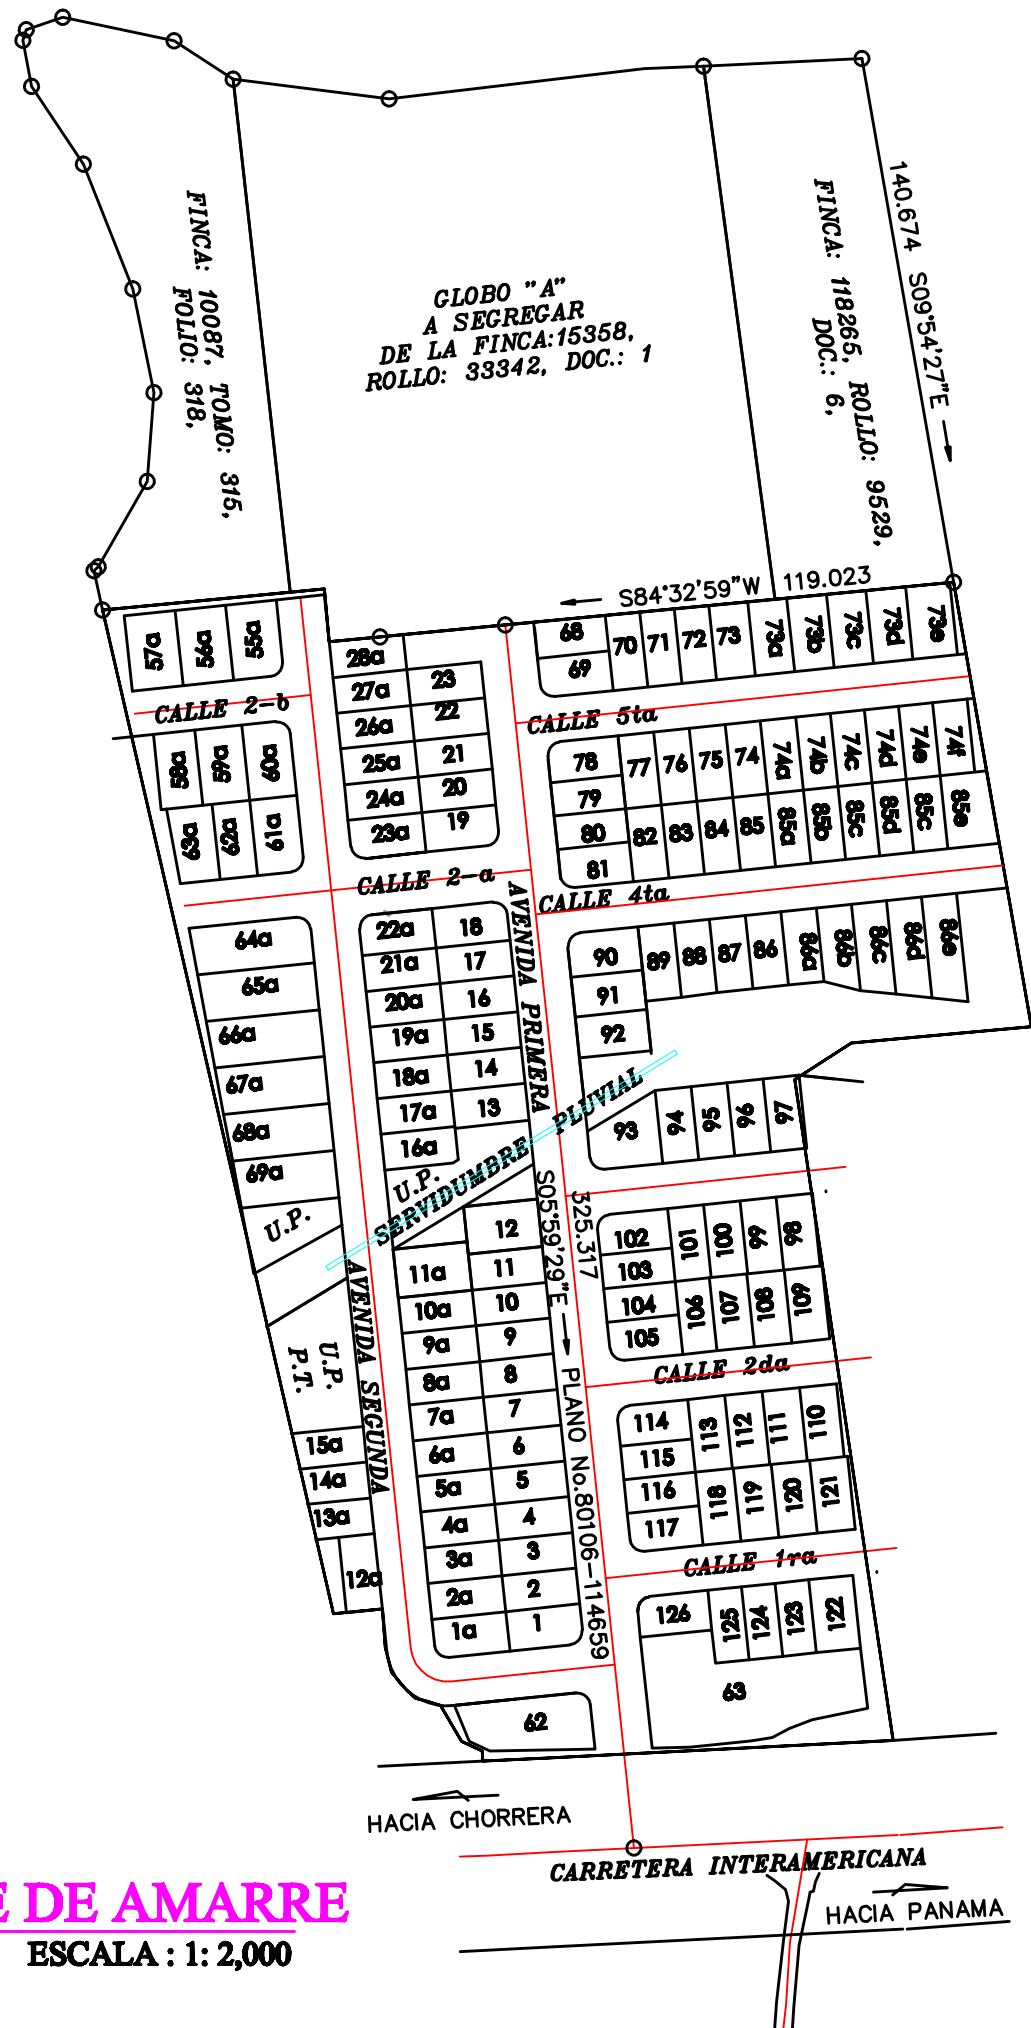 140.674 S09°54'27"E
FINCA: 118265, ROLLO: 9529,
DOC.: 6,
FINCA: 10087, TOMO: 315,
FOLIO: 318,
GLOBO "A"
A SEGREGAR
DE LA FINCA:15358,
ROLLO: 33342, DOC.: 1
S84°32'59"W 119.023
57a 56a 55a
28a
27a 23
26a 22
25a 21
24a 20
23a 19
68
69
70 71 72 73 73a 73b 73c 73d 73e
CALLE 2-b
CALLE 5ta
58a 59a 60a
63a 62a 61a
78
79
80
81
77 76 75 74 74a 74b 74c 74d 74e 74f
82 83 84 85 85a 85b 85c 85d 85c 85e
CALLE 2-a
CALLE 4ta
AVENIDA PRIMERA
64a
65a
66a
67a
68a
69a
U.P.
22a 18
21a 17
20a 16
19a 15
18a 14
17a 13
16a
U.P.
90
91
92
89 88 87 86 86a 86b 86c 86d 86e
SERVIDUMBRE PLUVIAL
93 94 95 96 97
S05°59'29"E
325.317
PLANO No.80106-114659
12
11a 11
10a 10
9a 9
8a 8
7a 7
6a 6
5a 5
4a 4
3a 3
2a 2
1a 1
102
103
104
105
101 100 99 98
106 107 108 109
AVENIDA SEGUNDA
U.P.
P.T.
15a
14a
13a
12a
CALLE 2da
114
115
116
117
113 112 111 110
118 119 120 121
CALLE 1ra
126 125 124 123 122
63
62
HACIA CHORRERA
CARRETERA INTERAMERICANA
HACIA PANAMA
E DE AMARRE
ESCALA : 1: 2,000